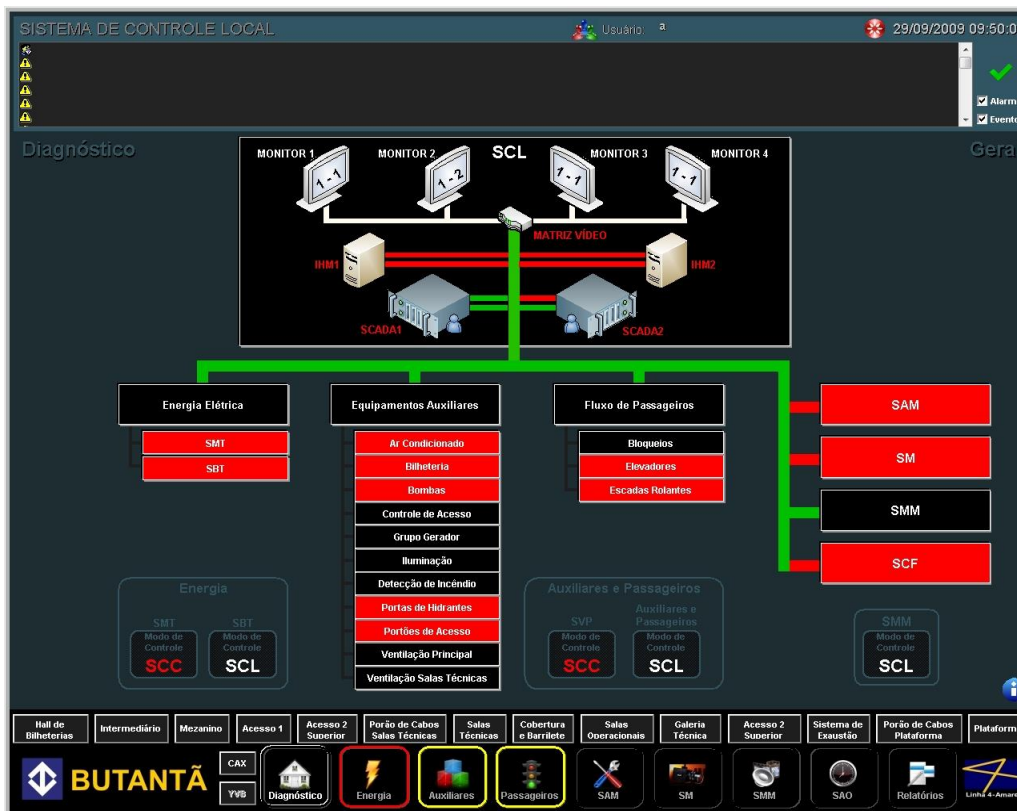 SISTEMA DE CONTROLE LOCAL
Usuário: a
29/09/2009 09:50:0
Alarm
Evento
Diagnóstico
Gera
SCL
MONITOR 1
MONITOR 2
MONITOR 3
MONITOR 4
1 - 1
1 - 2
1 - 1
1 - 1
MATRIZ VÍDEO
IHM1
IHM2
SCADA1
SCADA2
Energia Elétrica
SMT
SBT
Equipamentos Auxiliares
Ar Condicionado
Bilheteria
Bombas
Controle de Acesso
Grupo Gerador
Iluminação
Detecção de Incêndio
Portas de Hidrantes
Portões de Acesso
Ventilação Principal
Ventilação Salas Técnicas
Fluxo de Passageiros
Bloqueios
Elevadores
Escadas Rolantes
SAM
SM
SMM
SCF
Energia
SMT
Modo de
Controle
SCC
SBT
Modo de
Controle
SCL
Auxiliares e Passageiros
SVP
Modo de
Controle
SCC
Auxiliares e
Passageiros
Modo de
Controle
SCL
SMM
Modo de
Controle
SCL
Hall de
Bilheterias
Intermediário
Mezanino
Acesso 1
Acesso 2
Superior
Porão de Cabos
Salas Técnicas
Salas
Técnicas
Cobertura
e Barrilete
Salas
Operacionais
Galeria
Técnica
Acesso 2
Superior
Sistema de
Exaustão
Porão de Cabos
Plataforma
Plataform
BUTANTÃ
CAX
YVB
Diagnóstico
Energia
Auxiliares
Passageiros
SAM
SM
SMM
SAO
Relatórios
Linha 4-Amare